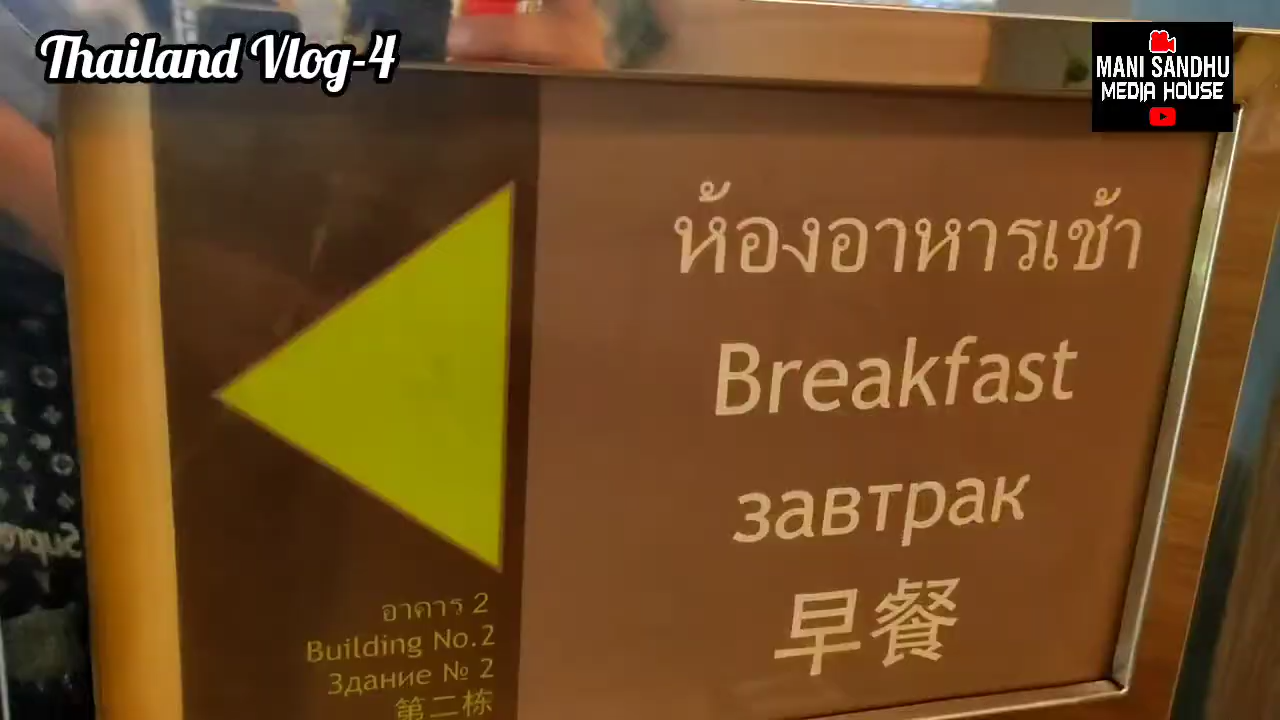 Thailand Vlog-4
MANI SANDHU
MEDIA HOUSE
ห้องอาหารเช้า
Breakfast
завтрак
早餐
อาคาร 2
Building No.2
Здание № 2
第二栋